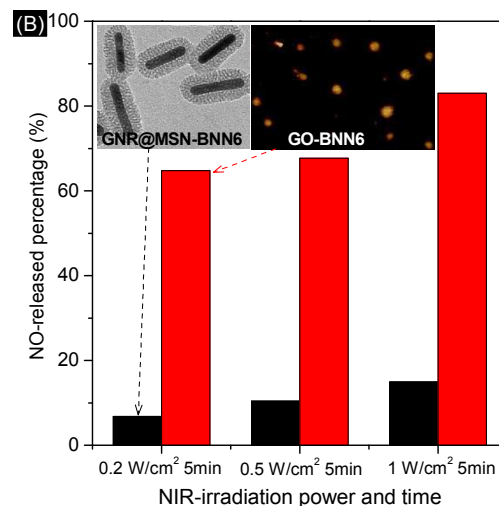 (B)
100
80
60
40
20
0
NO-released percentage (%)
GNR@MSN-BNN6
GO-BNN6
0.2 W/cm² 5min
0.5 W/cm² 5min
1 W/cm² 5min
NIR-irradiation power and time